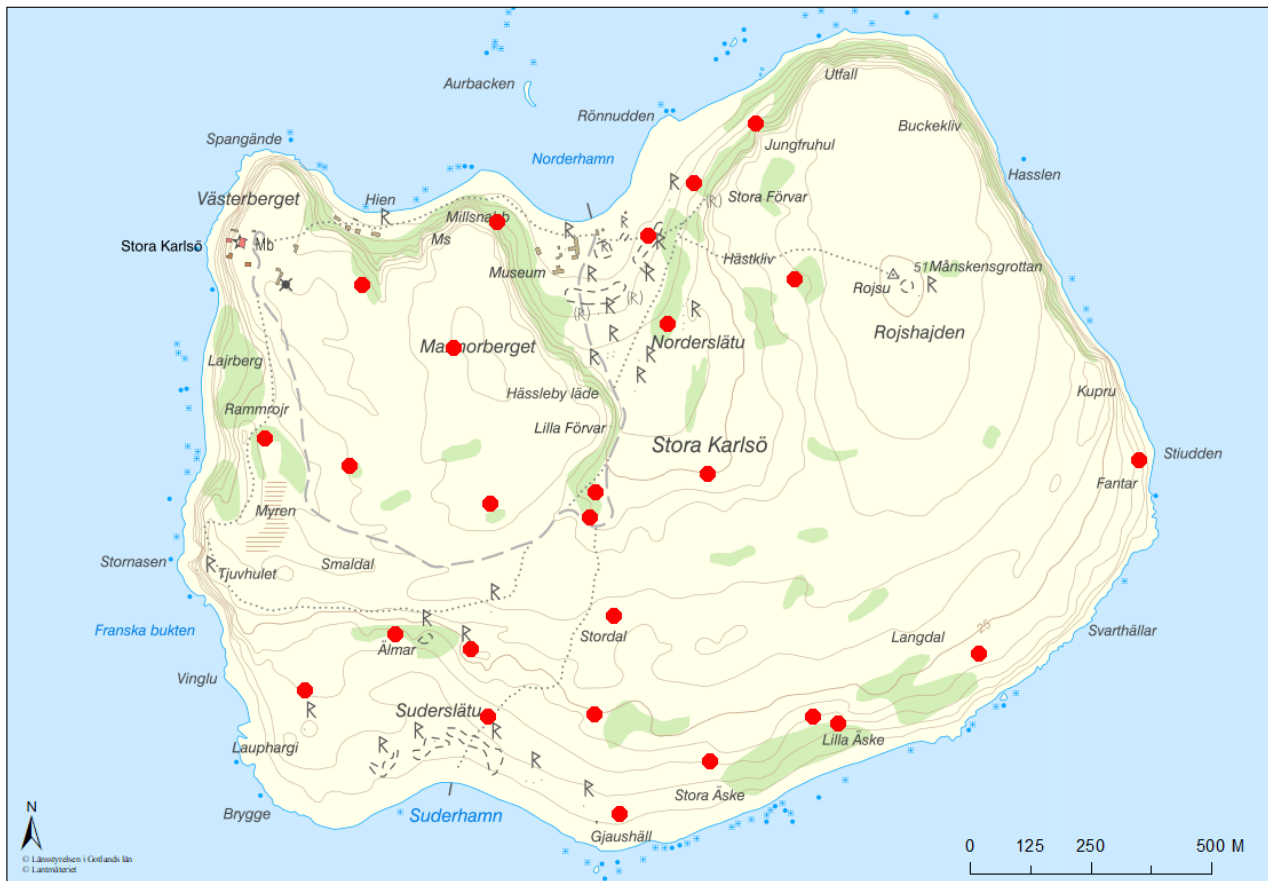 Utfall
Aurbacken
Rönnudden
Buckekliv
Spangände
Jungfruhul
Norderhamn
Hasslen
Västerberget
Hien
Stora Förvar
(R)
Millsnabb
Stora Karlsö
Mb
Ms
Museum
Hästkliv
51
Månskensgrottan
Rojsu
(R)
(R)
Rojshajden
Marmorberget
Norderslätu
Lajrberg
Hässleby läde
Kupru
Rammrojr
Lilla Förvar
Stora Karlsö
Stiudden
Fantar
Myren
Stornasen
Tjuvhulet
Smaldal
Franska bukten
Stordal
Langdal
25
Svarthällar
Älmar
Vinglu
Suderslätu
Lauphargi
Lilla Äske
Stora Äske
Brygge
Suderhamn
Gjaushäll
N
© Länsstyrelsen i Gotlands län
© Lantmäteriet
0 125 250 500 M